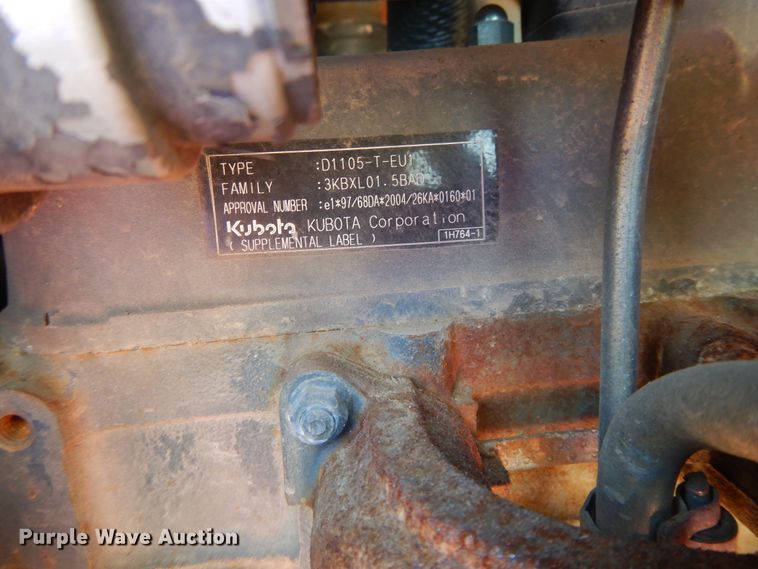 TYPE :D1105-T-EU1
FAMILY :3KBXL01.5BAD
APPROVAL NUMBER :e1*97/68DA*2004/26KA*0160*01
Kubota KUBOTA Corporation
( SUPPLEMENTAL LABEL ) 1H764-1
Purple Wave Auction